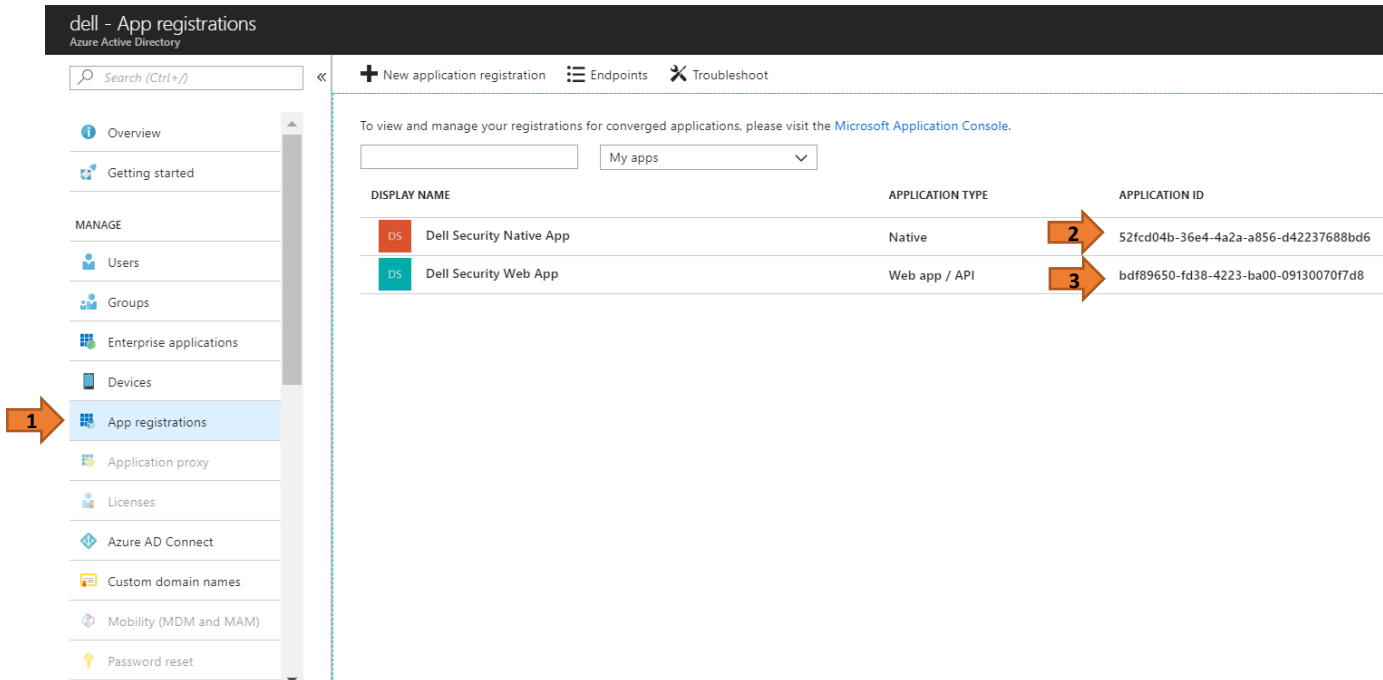 dell - App registrations
Azure Active Directory
Search (Ctrl+/)
«
New application registration
Endpoints
Troubleshoot
Overview
Getting started
MANAGE
Users
Groups
Enterprise applications
Devices
1
App registrations
Application proxy
Licenses
Azure AD Connect
Custom domain names
Mobility (MDM and MAM)
Password reset
To view and manage your registrations for converged applications, please visit the Microsoft Application Console.
My apps
DISPLAY NAME APPLICATION TYPE APPLICATION ID
DS Dell Security Native App Native 2 52fcd04b-36e4-4a2a-a856-d42237688bd6
DS Dell Security Web App Web app / API 3 bdf89650-fd38-4223-ba00-09130070f7d8